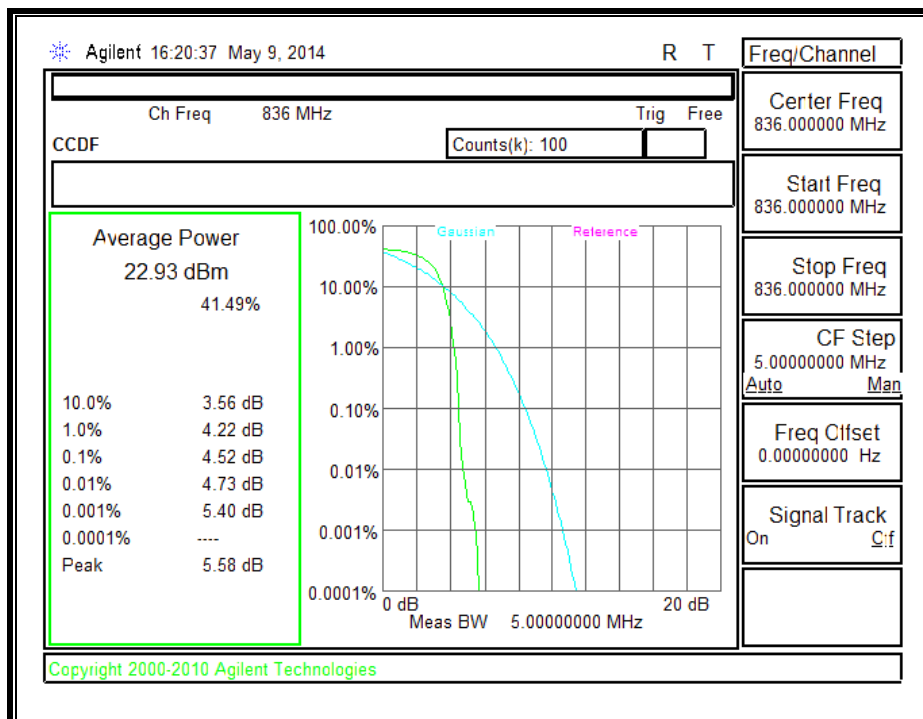 Agilent 16:20:37 May 9, 2014 R T
Ch Freq 836 MHz Trig Free
CCDF Counts(k): 100
Average Power
22.93 dBm
41.49%
10.0% 3.56 dB
1.0% 4.22 dB
0.1% 4.52 dB
0.01% 4.73 dB
0.001% 5.40 dB
0.0001% ----
Peak 5.58 dB
Gaussian Reference
100.00%
10.00%
1.00%
0.10%
0.01%
0.001%
0.0001%
0 dB 20 dB
Meas BW 5.00000000 MHz
Freq/Channel
Center Freq
836.000000 MHz
Start Freq
836.000000 MHz
Stop Freq
836.000000 MHz
CF Step
5.00000000 MHz
Auto Man
Freq Offset
0.00000000 Hz
Signal Track
On Off
Copyright 2000-2010 Agilent Technologies